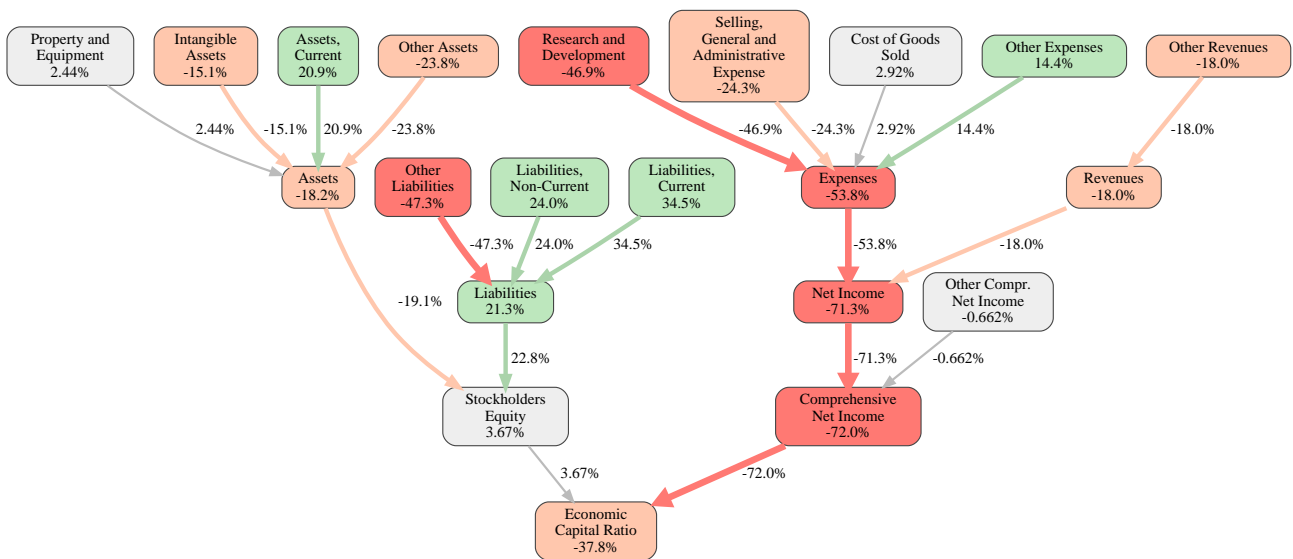 Property and
Equipment
2.44%
Intangible
Assets
-15.1%
Assets,
Current
20.9%
Other Assets
-23.8%
Research and
Development
-46.9%
Selling,
General and
Administrative
Expense
-24.3%
Cost of Goods
Sold
2.92%
Other Expenses
14.4%
Other Revenues
-18.0%
2.44%
-15.1%
20.9%
-23.8%
-46.9%
-24.3%
2.92%
14.4%
-18.0%
Assets
-18.2%
Other
Liabilities
-47.3%
Liabilities,
Non-Current
24.0%
Liabilities,
Current
34.5%
Expenses
-53.8%
Revenues
-18.0%
-47.3%
24.0%
34.5%
-53.8%
-18.0%
-19.1%
Liabilities
21.3%
Net Income
-71.3%
Other Compr.
Net Income
-0.662%
22.8%
-71.3%
-0.662%
Stockholders
Equity
3.67%
Comprehensive
Net Income
-72.0%
3.67%
-72.0%
Economic
Capital Ratio
-37.8%